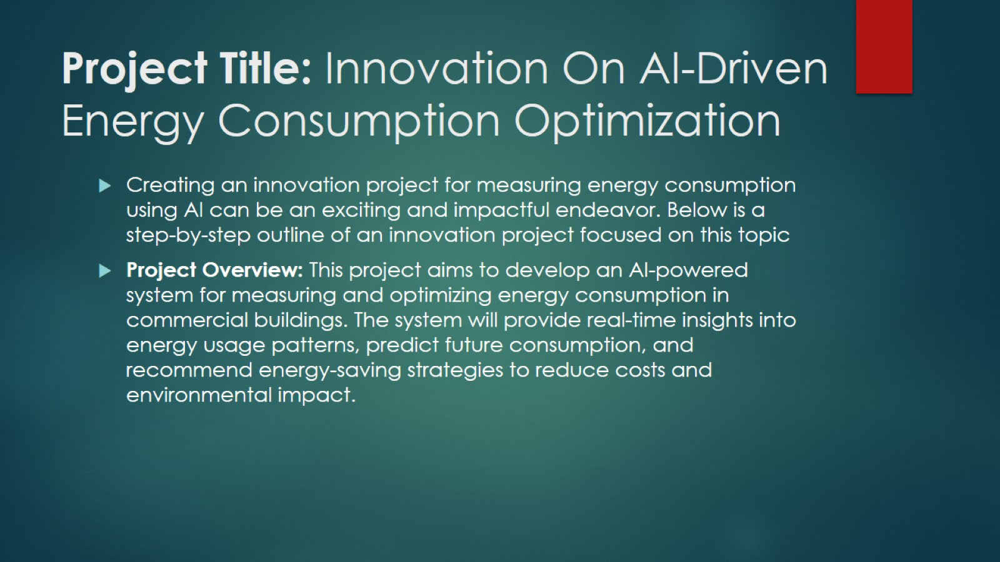 Project Title: Innovation On AI-Driven
Energy Consumption Optimization
Creating an innovation project for measuring energy consumption
using AI can be an exciting and impactful endeavor. Below is a
step-by-step outline of an innovation project focused on this topic
Project Overview: This project aims to develop an AI-powered
system for measuring and optimizing energy consumption in
commercial buildings. The system will provide real-time insights into
energy usage patterns, predict future consumption, and
recommend energy-saving strategies to reduce costs and
environmental impact.